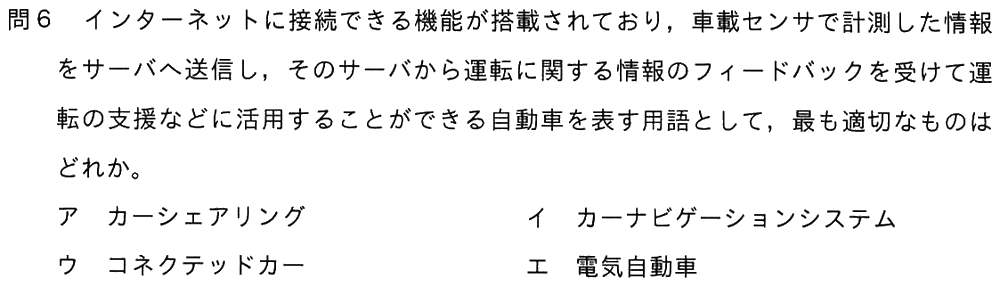 問6　インターネットに接続できる機能が搭載されており，車載センサで計測した情報
をサーバへ送信し，そのサーバから運転に関する情報のフィードバックを受けて運
転の支援などに活用することができる自動車を表す用語として，最も適切なものは
どれか。
ア　カーシェアリング　イ　カーナビゲーションシステム
ウ　コネクテッドカー　エ　電気自動車